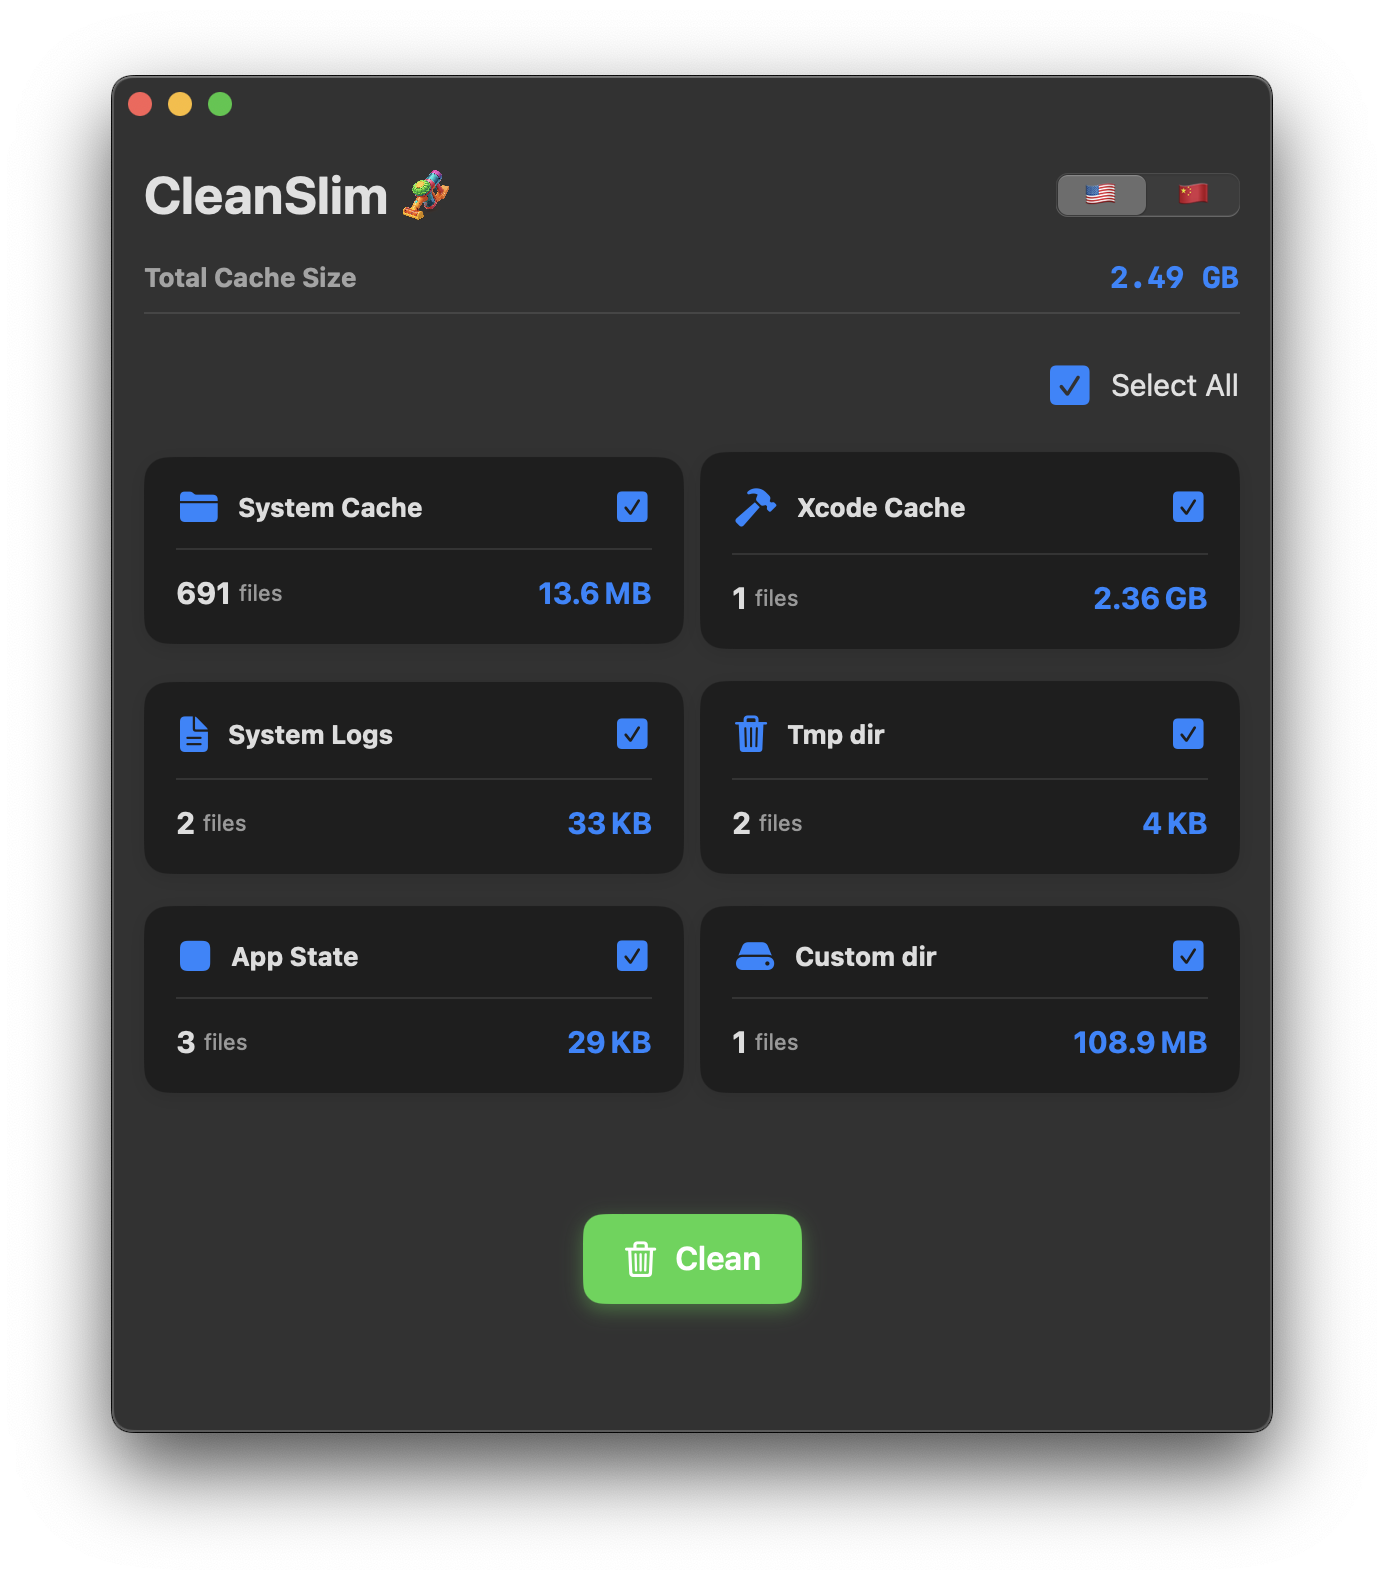 CleanSlim
Total Cache Size 2.49 GB
Select All
System Cache
691 files 13.6 MB
Xcode Cache
1 files 2.36 GB
System Logs
2 files 33 KB
Tmp dir
2 files 4 KB
App State
3 files 29 KB
Custom dir
1 files 108.9 MB
Clean